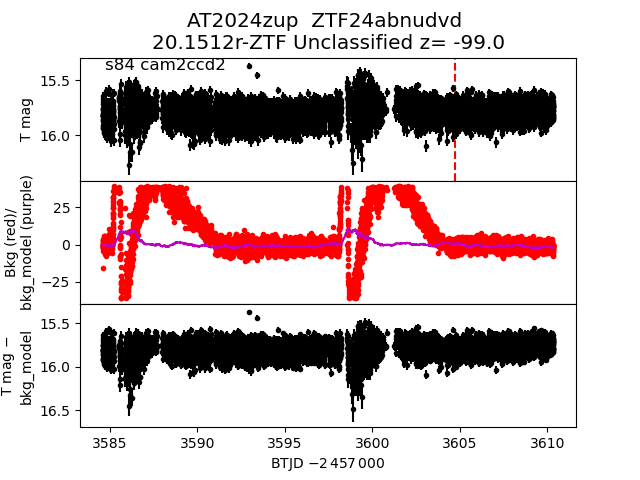 AT2024zup  ZTF24abnudvd
20.1512r-ZTF Unclassified z= -99.0
s84 cam2ccd2
15.5
16.0
T mag
25
0
−25
Bkg (red)/
bkg_model (purple)
15.5
16.0
16.5
T mag −
bkg_model
3585
3590
3595
3600
3605
3610
BTJD −2 457 000